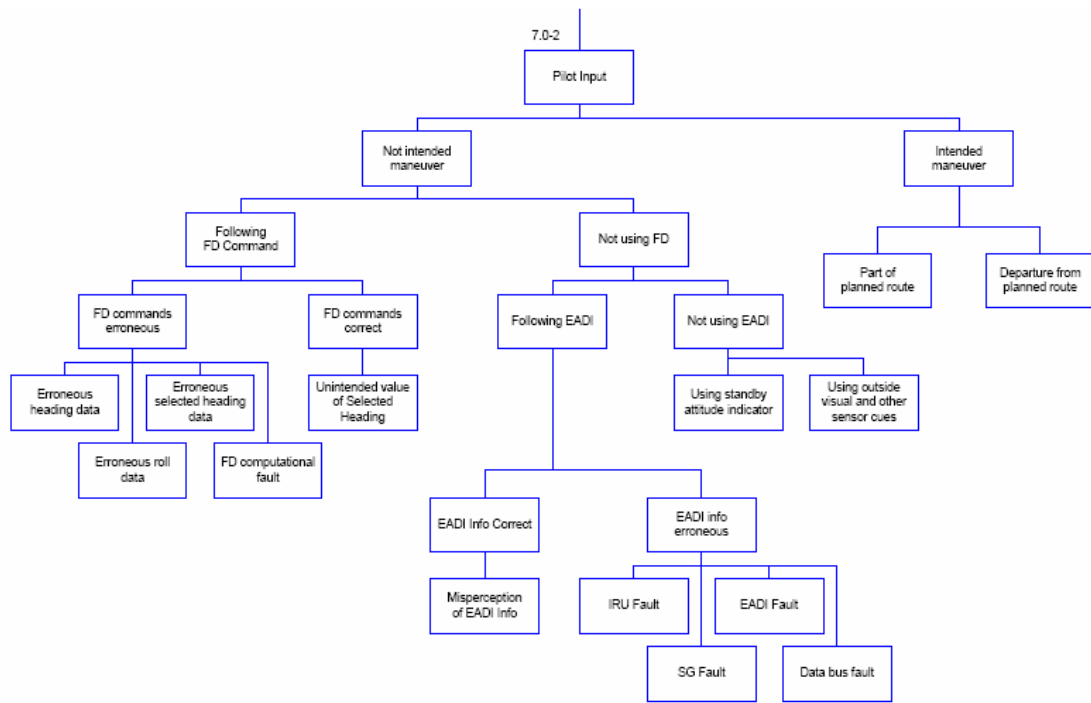 7.0-2
Pilot Input
Not intended
maneuver
Intended
maneuver
Following
FD Command
Not using FD
Part of
planned route
Departure from
planned route
FD commands
erroneous
FD commands
correct
Following EADI
Not using EADI
Erroneous
heading data
Erroneous
selected heading
data
Unintended value
of Selected
Heading
Using standby
attitude indicator
Using outside
visual and other
sensor cues
Erroneous roll
data
FD computational
fault
EADI Info Correct
EADI info
erroneous
Misperception
of EADI Info
IRU Fault
EADI Fault
SG Fault
Data bus fault